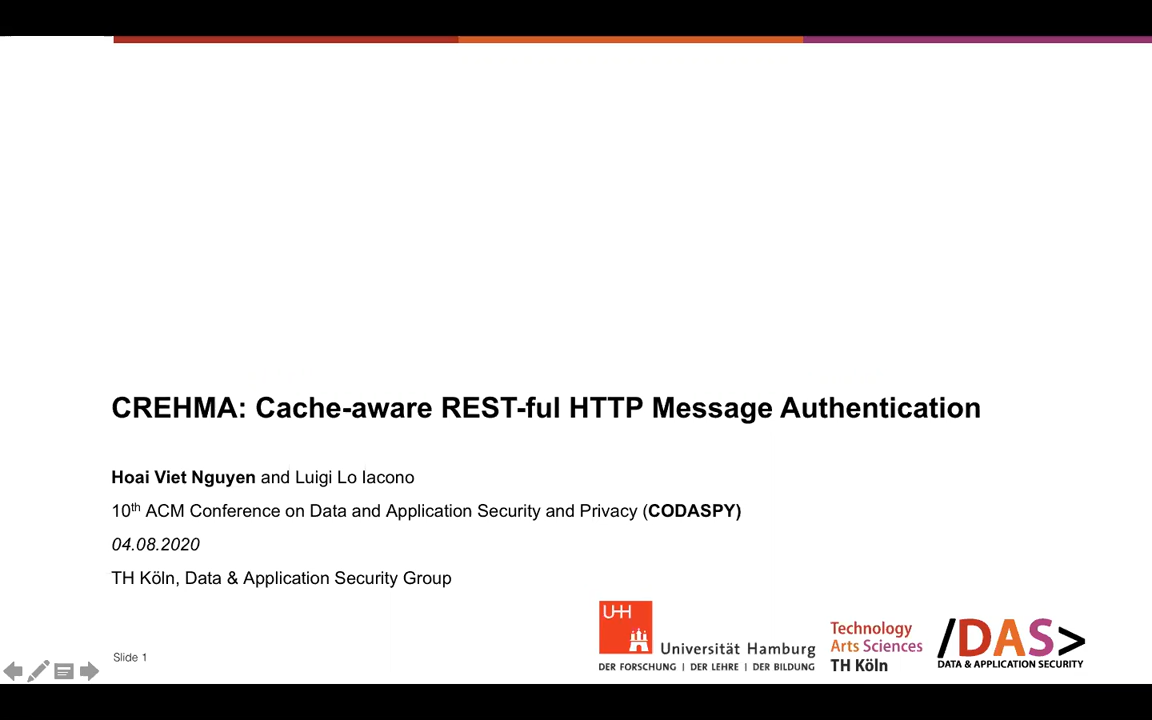 CREHMA: Cache-aware REST-ful HTTP Message Authentication
Hoai Viet Nguyen and Luigi Lo Iacono
10th ACM Conference on Data and Application Security and Privacy (CODASPY)
04.08.2020
TH Köln, Data & Application Security Group
Slide 1
UHH
Universität Hamburg
DER FORSCHUNG | DER LEHRE | DER BILDUNG
Technology
Arts Sciences
TH Köln
/DAS>
DATA & APPLICATION SECURITY